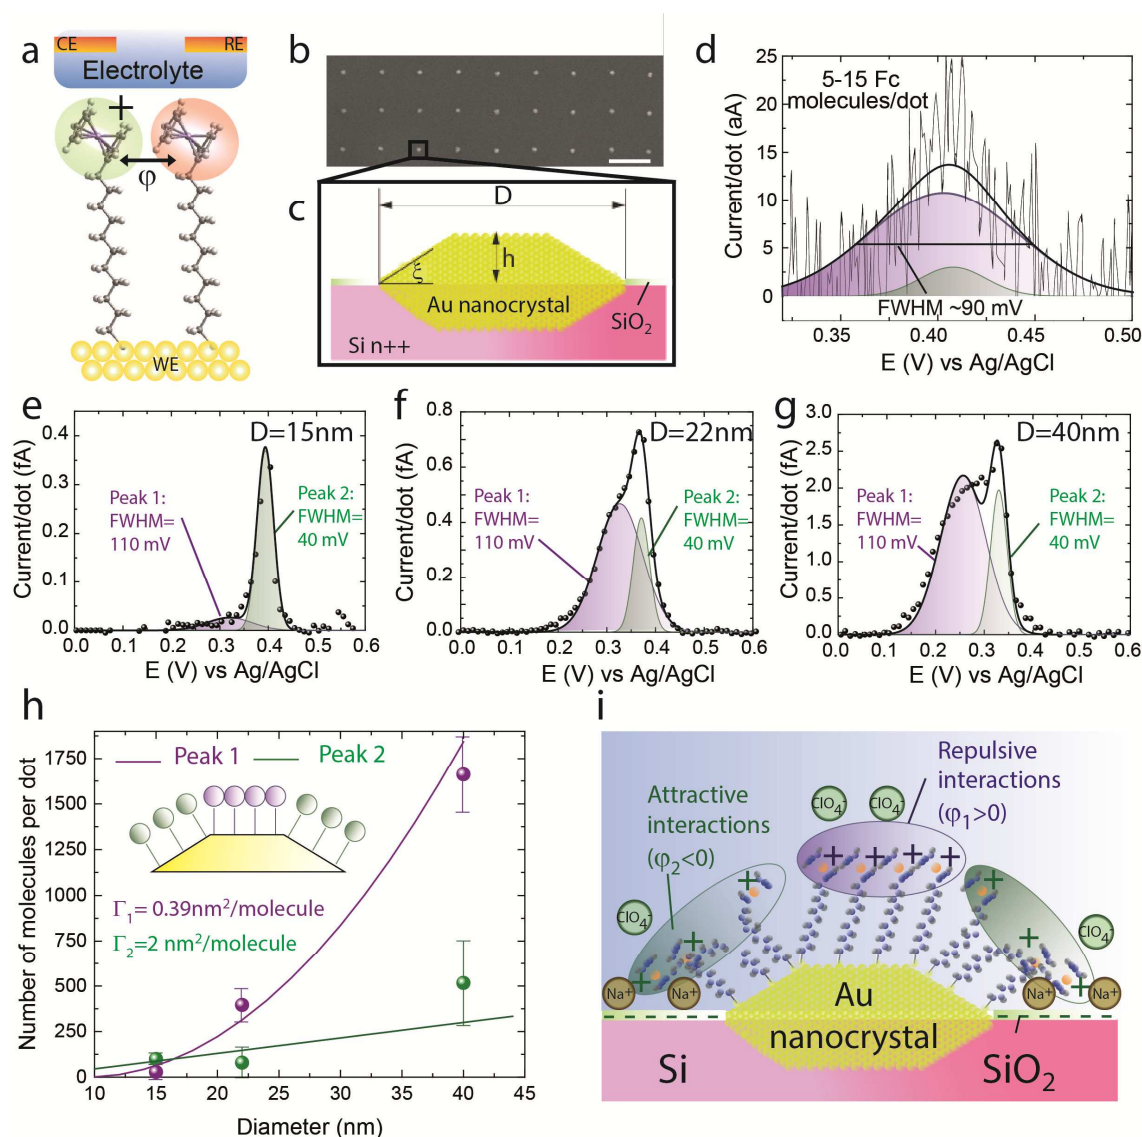 a
CE
RE
Electrolyte
+
φ
WE
b
c
D
h
ξ
Au nanocrystal
SiO2
Si n++
d
5-15 Fc
molecules/dot
FWHM ~90 mV
Current/dot (aA)
25
20
15
10
5
0
0.35
0.40
0.45
0.50
E (V) vs Ag/AgCl
e
D=15nm
Peak 1:
FWHM=
110 mV
Peak 2:
FWHM=
40 mV
Current/dot (fA)
0.4
0.3
0.2
0.1
0.0
0.0 0.1 0.2 0.3 0.4 0.5 0.6
E (V) vs Ag/AgCl
f
D=22nm
Peak 1:
FWHM=
110 mV
Peak 2:
FWHM=
40 mV
Current/dot (fA)
0.8
0.6
0.4
0.2
0.0
0.0 0.1 0.2 0.3 0.4 0.5 0.6
E (V) vs Ag/AgCl
g
D=40nm
Peak 1:
FWHM=
110 mV
Peak 2:
FWHM=
40 mV
Current/dot (fA)
3.0
2.5
2.0
1.5
1.0
0.5
0.0
0.0 0.1 0.2 0.3 0.4 0.5 0.6
E (V) vs Ag/AgCl
h
Peak 1
Peak 2
Γ1= 0.39nm2/molecule
Γ2=2 nm2/molecule
Number of molecules per dot
1750
1500
1250
1000
750
500
250
0
10 15 20 25 30 35 40 45
Diameter (nm)
i
Repulsive
interactions
(φ1>0)
Attractive
interactions
(φ2<0)
ClO4-
ClO4-
ClO4-
ClO4-
+ + + +
+
+
+
+
+
+
Na+
Na+
Na+
Na+
Au
nanocrystal
Si
SiO2